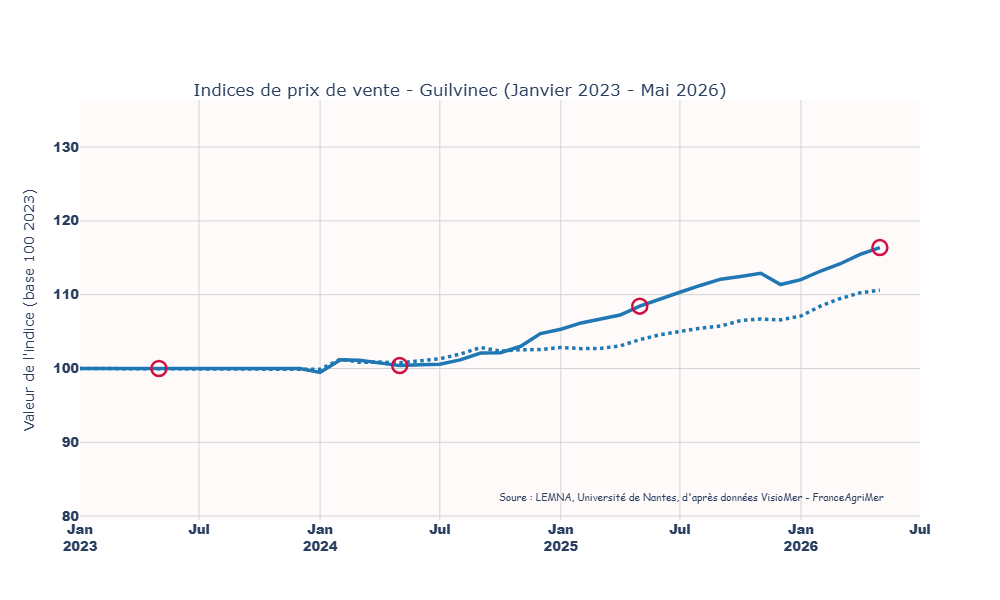 Indices de prix de vente - Guilvinec (Janvier 2023 - Mai 2026)
Valeur de l'indice (base 100 2023)
130
120
110
100
90
80
Soure : LEMNA, Université de Nantes, d'après données VisioMer - FranceAgriMer
Jan Jul Jan Jul Jan Jul Jan Jul
2023 2024 2025 2026